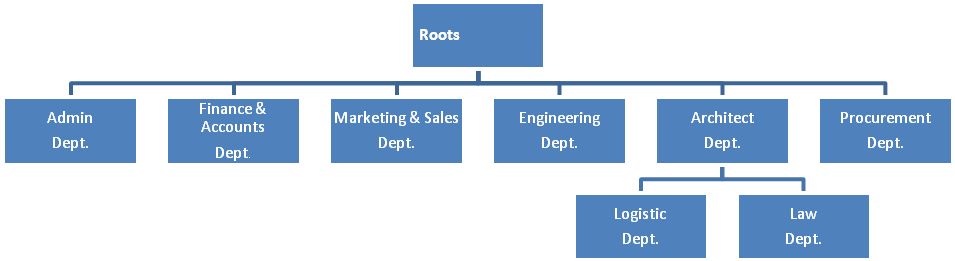 Roots
Admin
Dept.
Finance &
Accounts
Dept.
Marketing & Sales
Dept.
Engineering
Dept.
Architect
Dept.
Procurement
Dept.
Logistic
Dept.
Law
Dept.